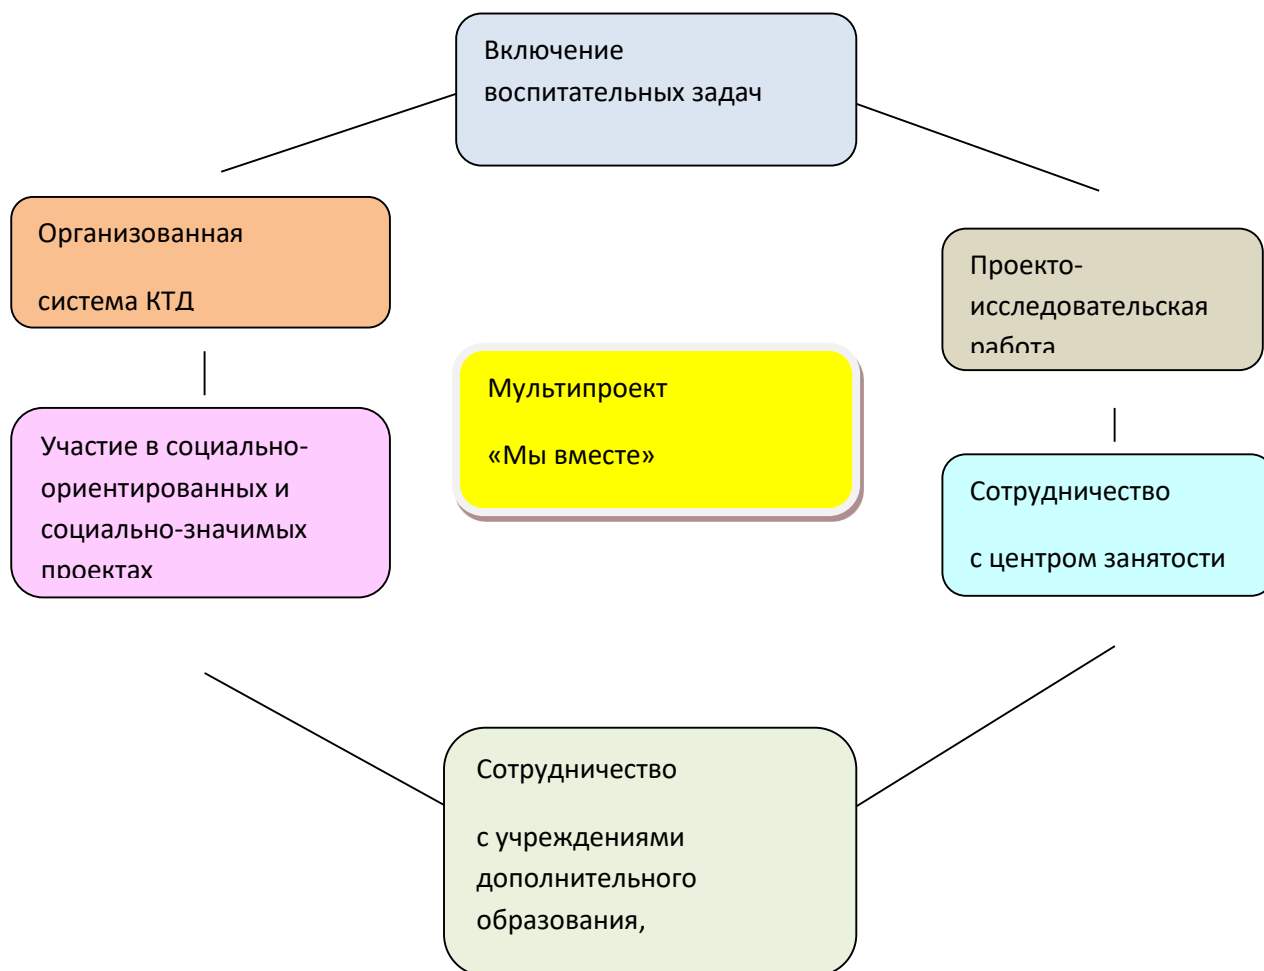 Включение
воспитательных задач
Организованная
система КТД
Проекто-
исследовательская
работа
Мультипроект
«Мы вместе»
Участие в социально-
ориентированных и
социально-значимых
проектах
Сотрудничество
с центром занятости
Сотрудничество
с учреждениями
дополнительного
образования,